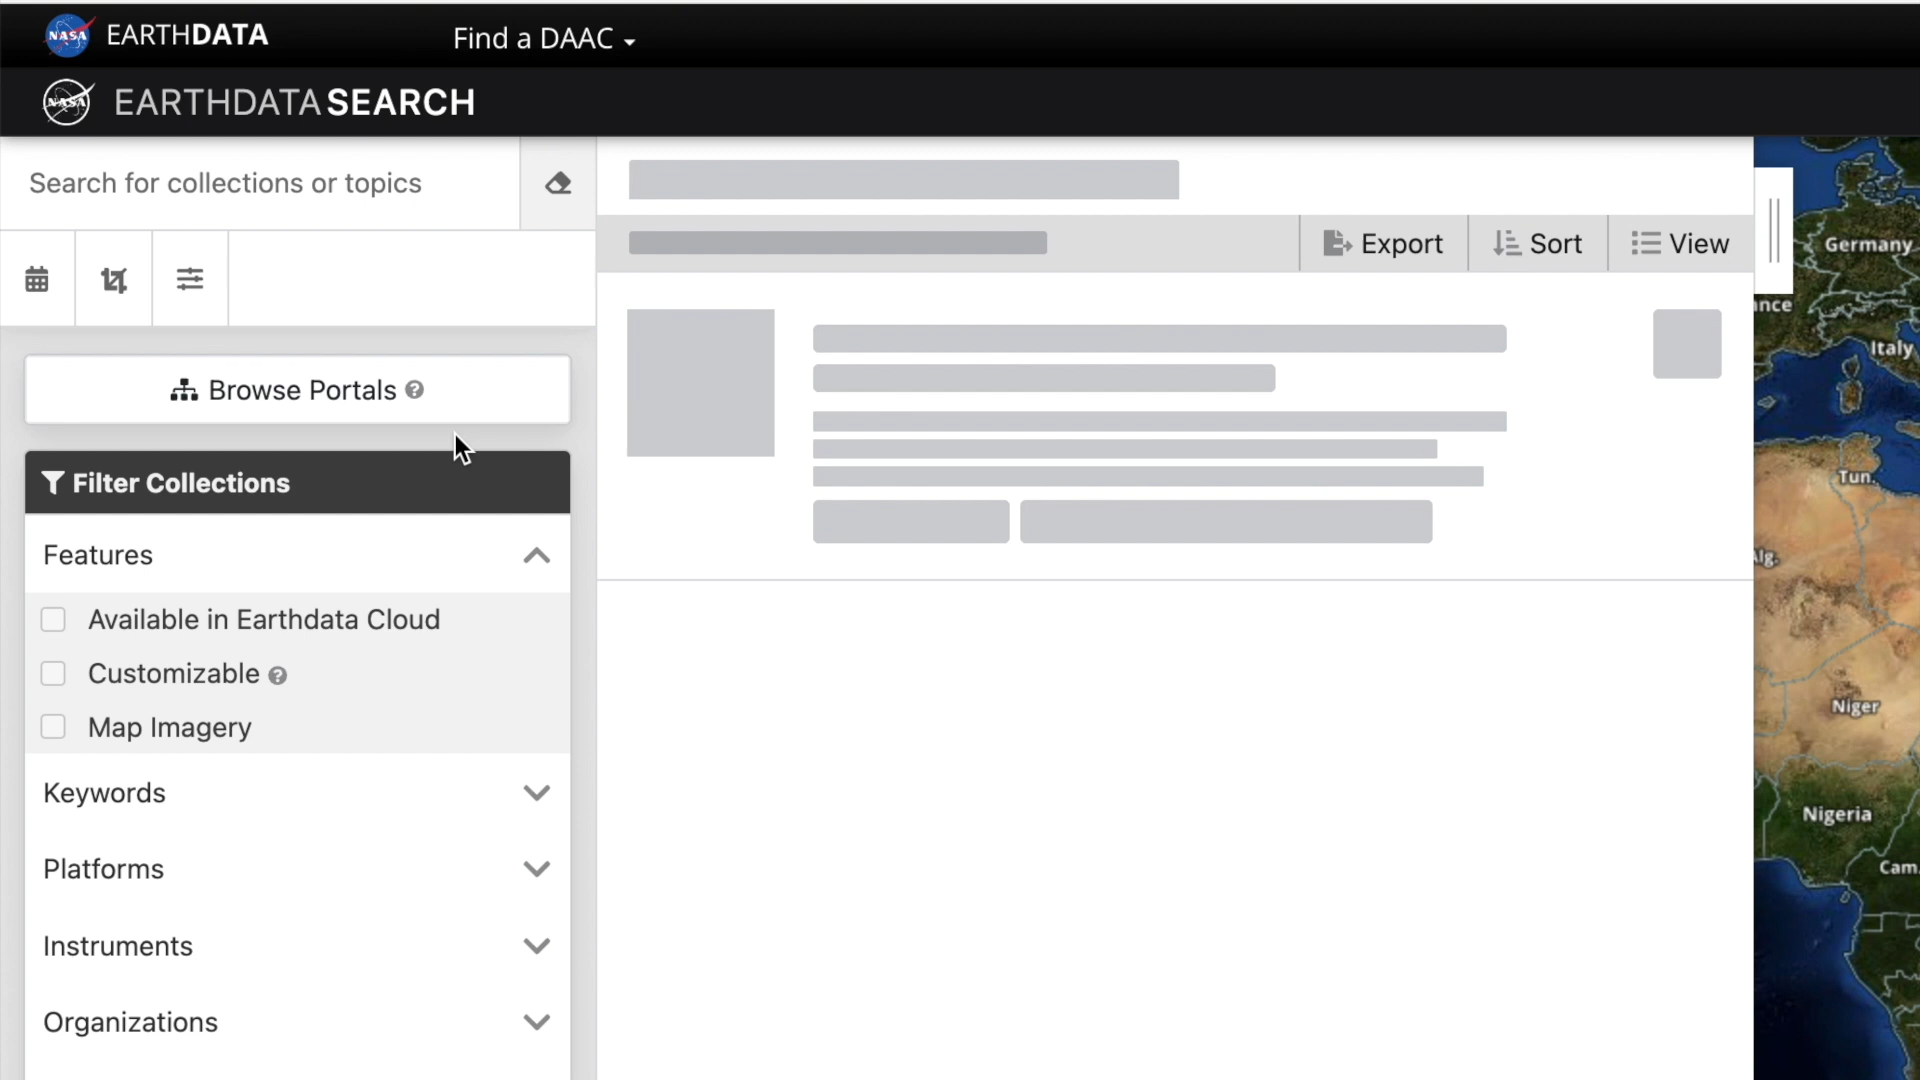 NASA EARTHDATA
Find a DAAC
NASA EARTHDATA SEARCH
Search for collections or topics
Export
Sort
View
Browse Portals ?
Filter Collections
Features
Available in Earthdata Cloud
Customizable ?
Map Imagery
Keywords
Platforms
Instruments
Organizations
Germany
nce
Italy
Tun.
Alg.
Niger
Nigeria
Cam.